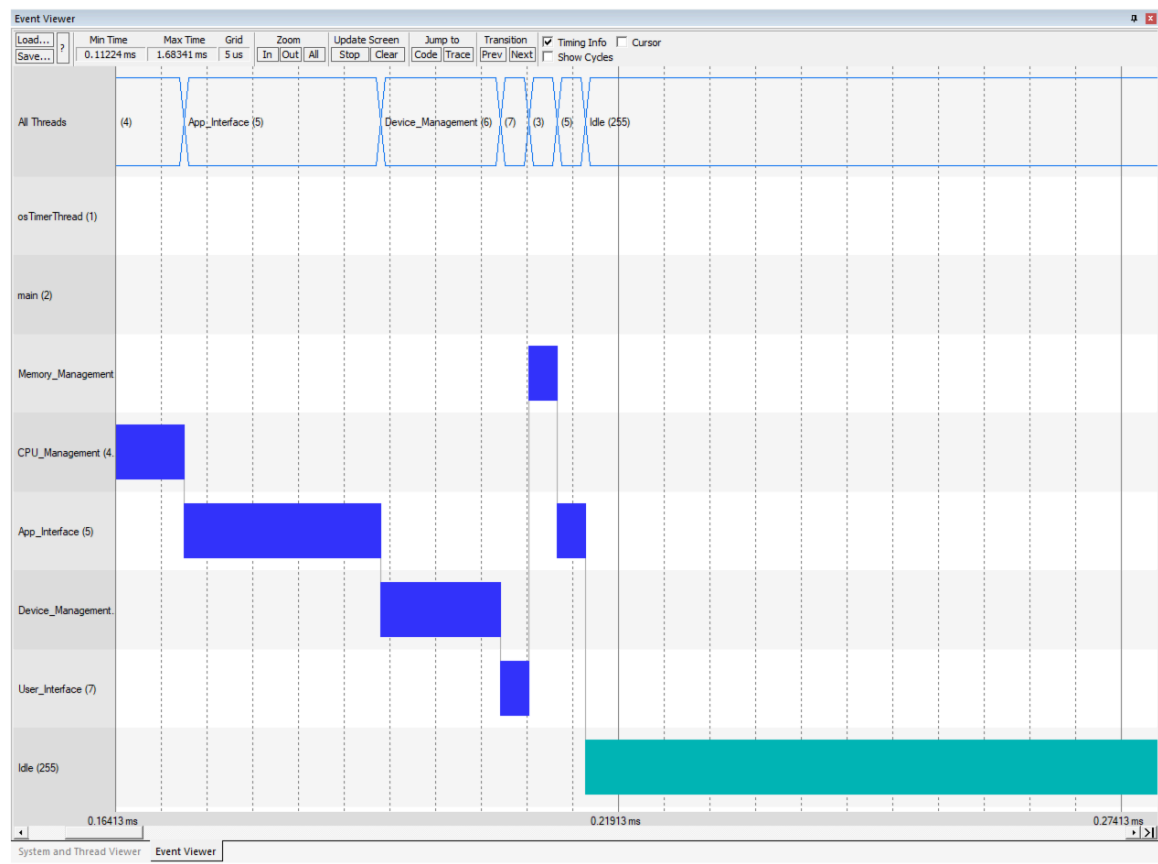 Event Viewer
Load... ? Min Time Max Time Grid Zoom Update Screen Jump to Transition Timing Info Cursor
Save... 0.11224 ms 1.68341 ms 5 us In Out All Stop Clear Code Trace Prev Next Show Cycles
All Threads (4) App_Interface (5) Device_Management (6) (7) (3) (5) Idle (255)
osTimerThread (1)
main (2)
Memory_Management
CPU_Management (4.
App_Interface (5)
Device_Management.
User_Interface (7)
Idle (255)
0.16413 ms 0.21913 ms 0.27413 ms
System and Thread Viewer Event Viewer